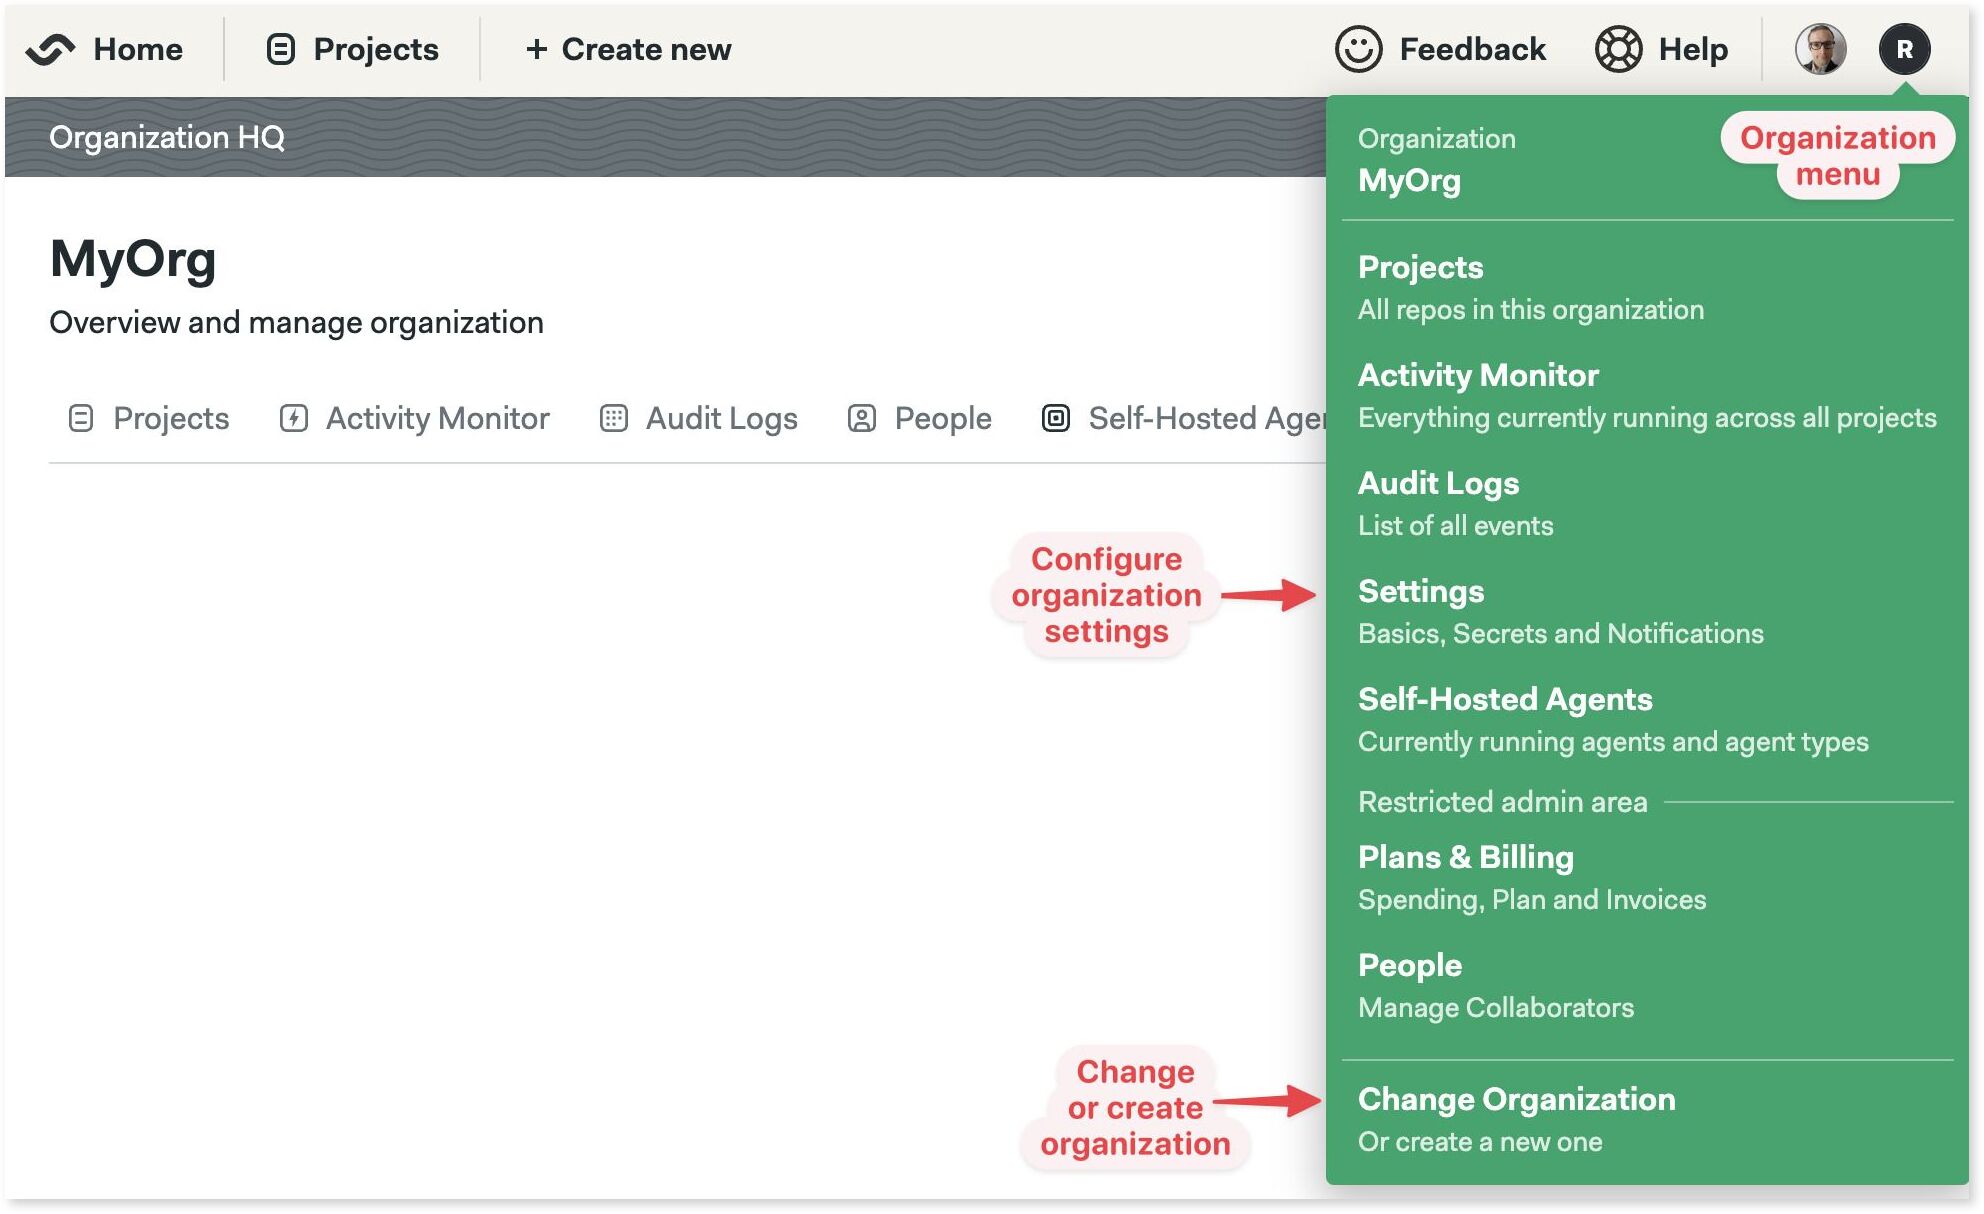 Home
Projects
+ Create new
Feedback
Help
R
Organization HQ
MyOrg
Overview and manage organization
Projects
Activity Monitor
Audit Logs
People
Self-Hosted Agen
Organization
MyOrg
Organization
menu
Projects
All repos in this organization
Activity Monitor
Everything currently running across all projects
Audit Logs
List of all events
Configure
organization
settings
Settings
Basics, Secrets and Notifications
Self-Hosted Agents
Currently running agents and agent types
Restricted admin area
Plans & Billing
Spending, Plan and Invoices
People
Manage Collaborators
Change
or create
organization
Change Organization
Or create a new one